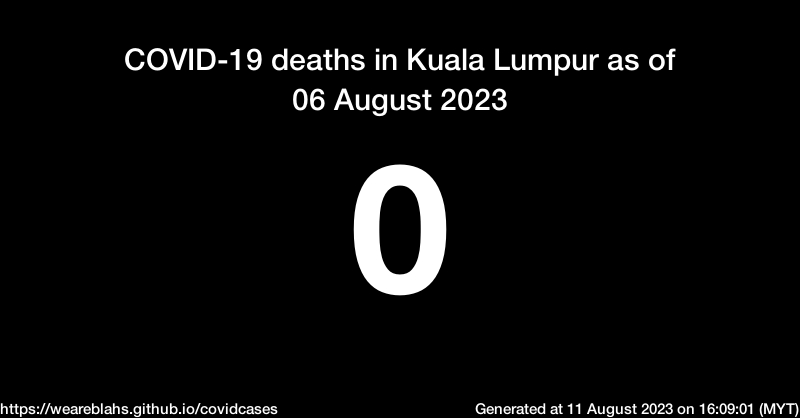 COVID-19 deaths in Kuala Lumpur as of
06 August 2023
0
https://weareblahs.github.io/covidcases
Generated at 11 August 2023 on 16:09:01 (MYT)